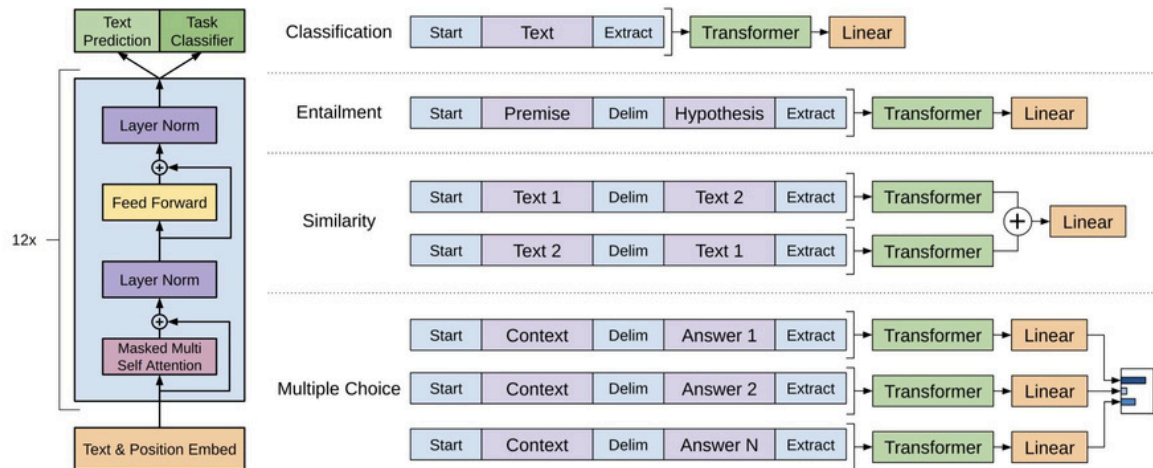 Text
Prediction
Task
Classifier
Layer Norm
Feed Forward
12x
Layer Norm
Masked Multi
Self Attention
Text & Position Embed
Classification
Start
Text
Extract
Transformer
Linear
Entailment
Start
Premise
Delim
Hypothesis
Extract
Transformer
Linear
Similarity
Start
Text 1
Delim
Text 2
Extract
Transformer
Start
Text 2
Delim
Text 1
Extract
Transformer
Linear
Multiple Choice
Start
Context
Delim
Answer 1
Extract
Transformer
Linear
Start
Context
Delim
Answer 2
Extract
Transformer
Linear
Start
Context
Delim
Answer N
Extract
Transformer
Linear